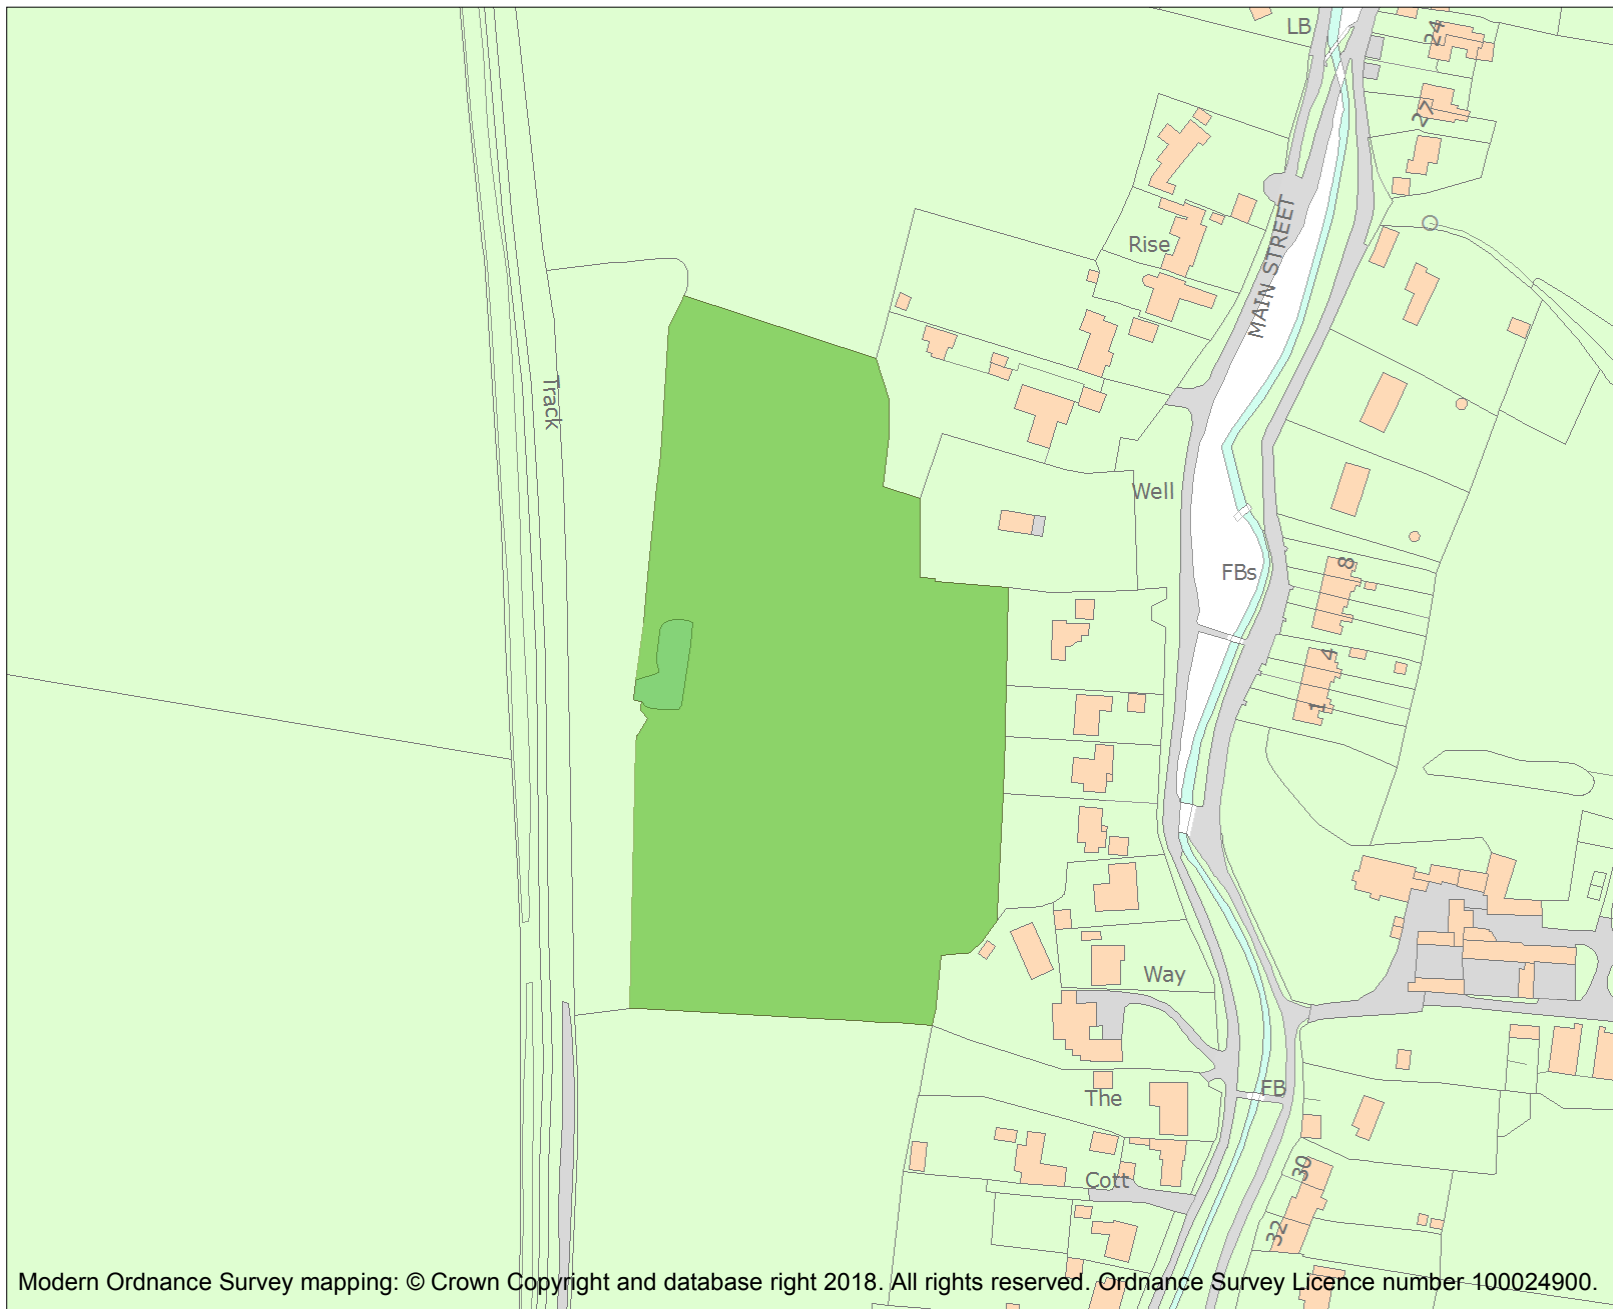 LB
24
27
Rise
MAIN STREET
Track
Well
FBs
8
4
1
Way
FB
The
Cott
30
32
Modern Ordnance Survey mapping: © Crown Copyright and database right 2018. All rights reserved. Ordnance Survey Licence number 100024900.